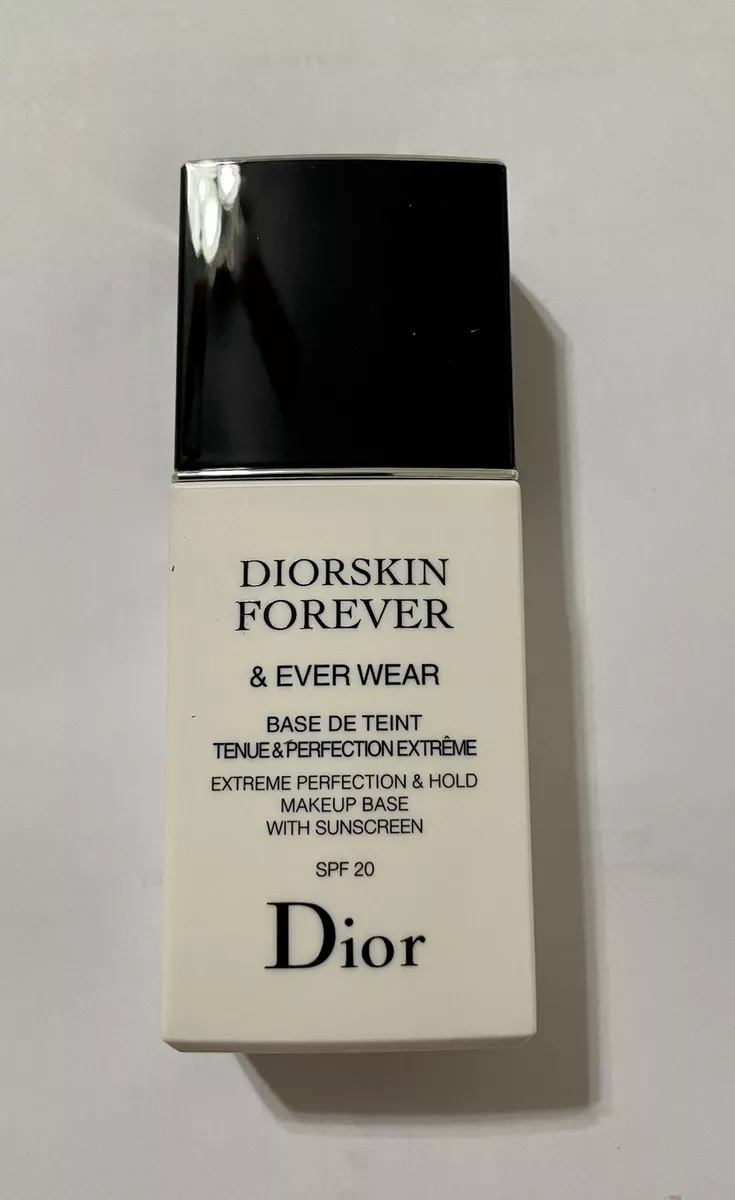 DIORSKIN
FOREVER
& EVER WEAR
BASE DE TEINT
TENUE & PERFECTION EXTRÊME
EXTREME PERFECTION & HOLD
MAKEUP BASE
WITH SUNSCREEN
SPF 20
Dior